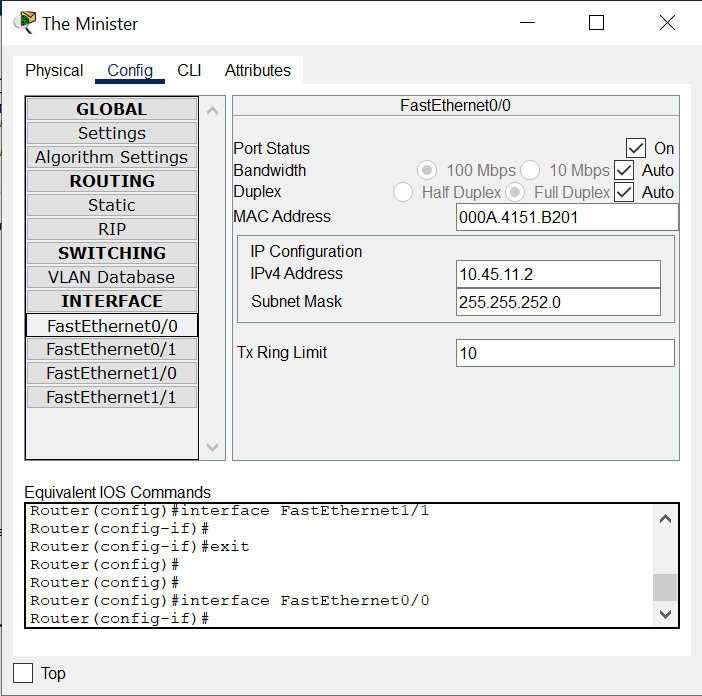 The Minister
Physical Config CLI Attributes
GLOBAL
Settings
Algorithm Settings
ROUTING
Static
RIP
SWITCHING
VLAN Database
INTERFACE
FastEthernet0/0
FastEthernet0/1
FastEthernet1/0
FastEthernet1/1
FastEthernet0/0
Port Status On
Bandwidth 100 Mbps 10 Mbps Auto
Duplex Half Duplex Full Duplex Auto
MAC Address 000A.4151.B201
IP Configuration
IPv4 Address 10.45.11.2
Subnet Mask 255.255.252.0
Tx Ring Limit 10
Equivalent IOS Commands
Router(config)#interface FastEthernet1/1
Router(config-if)#
Router(config-if)#exit
Router(config)#
Router(config)#
Router(config)#interface FastEthernet0/0
Router(config-if)#
Top